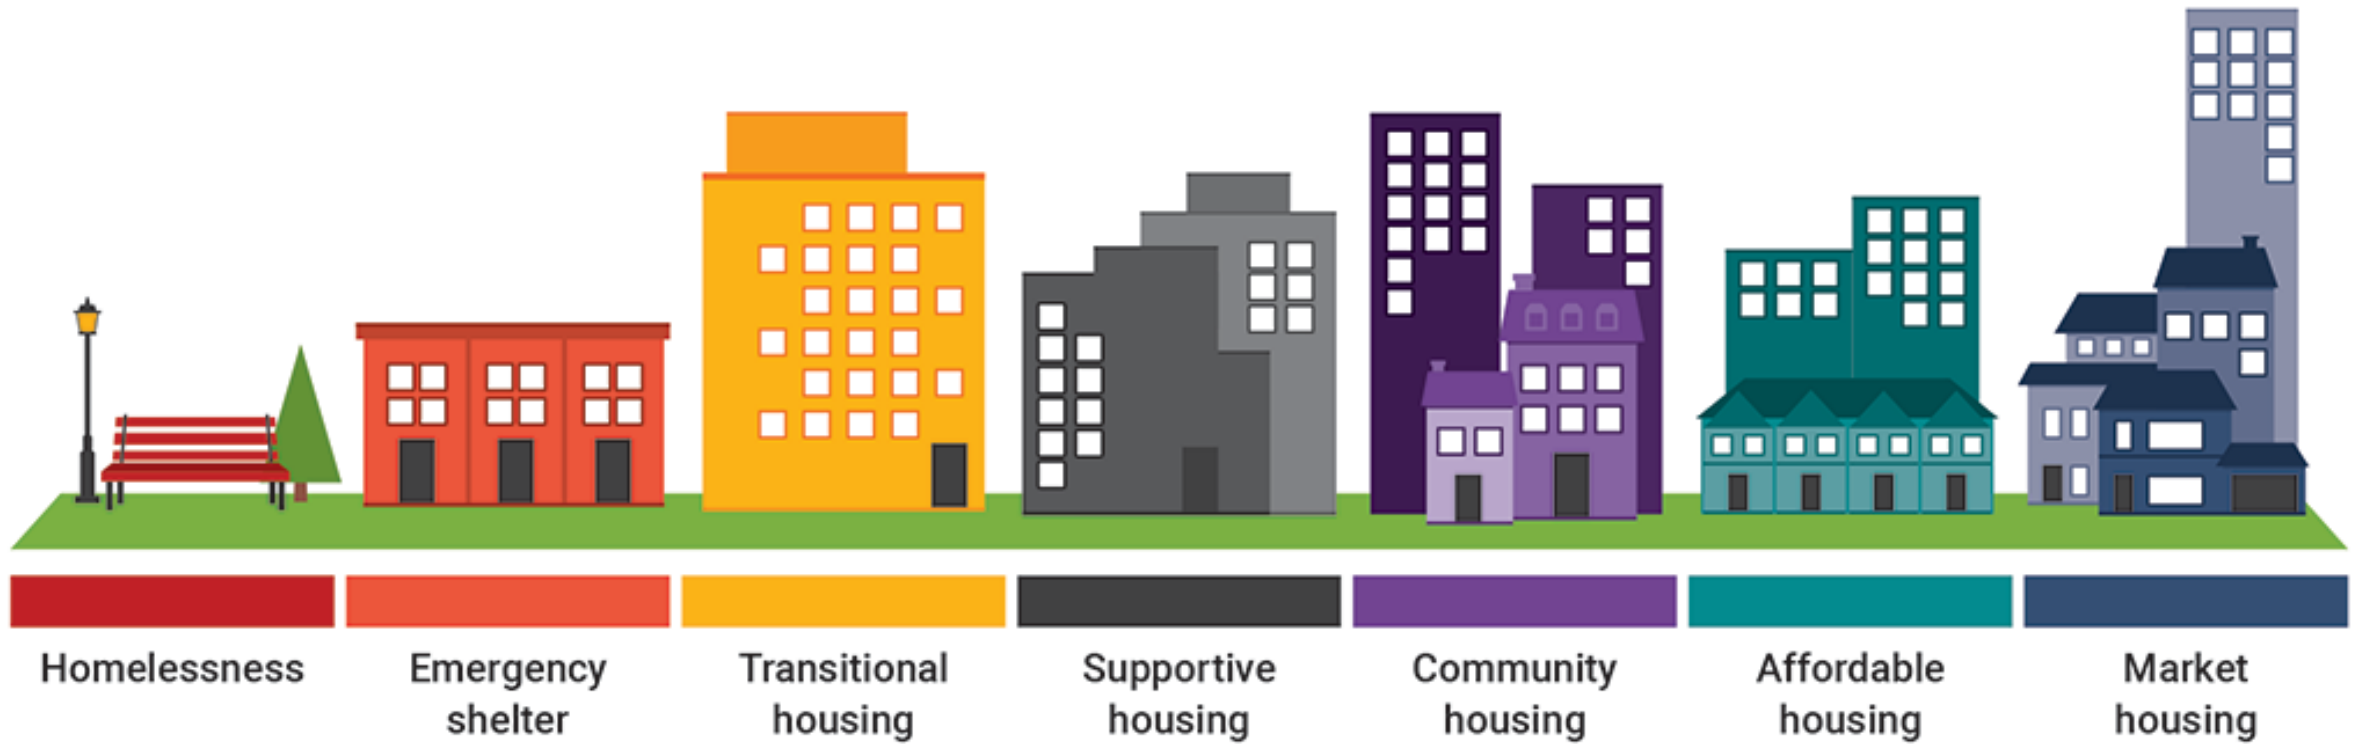 Homelessness
Emergency
shelter
Transitional
housing
Supportive
housing
Community
housing
Affordable
housing
Market
housing